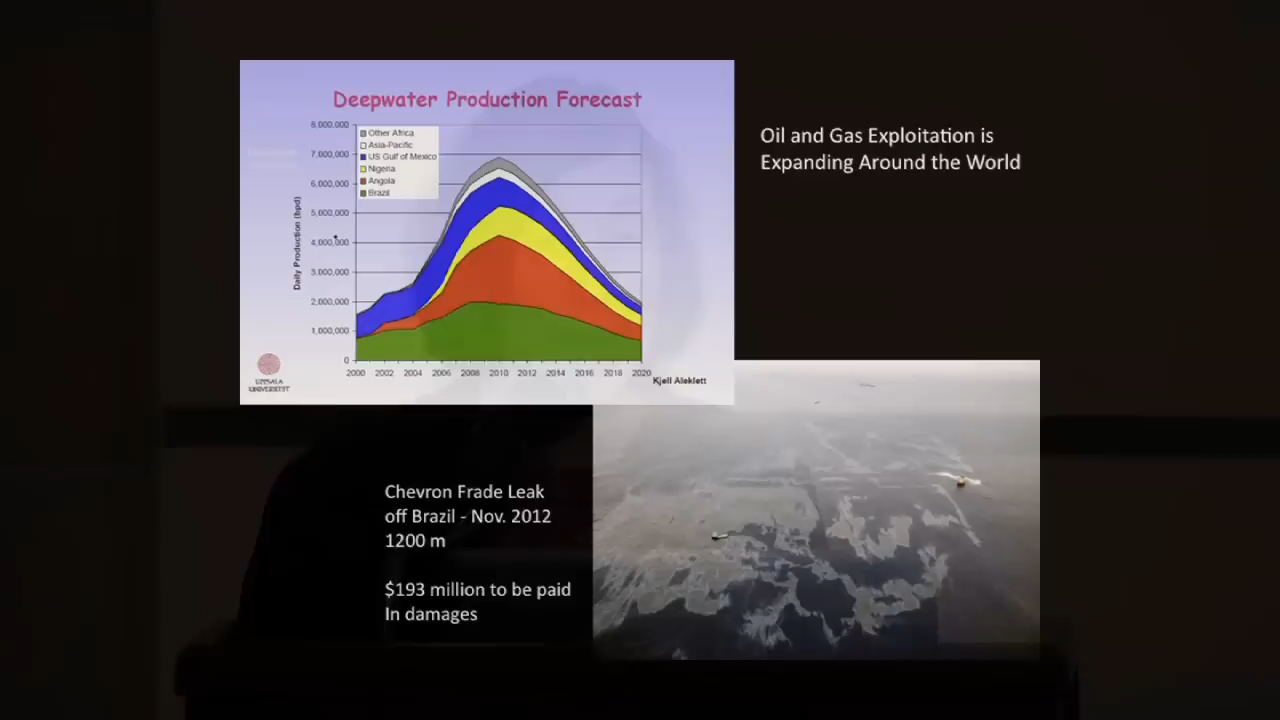 Deepwater Production Forecast
8,000,000
7,000,000
6,000,000
5,000,000
4,000,000
3,000,000
2,000,000
1,000,000
0
Daily Production (bpd)
Other Africa
Asia-Pacific
US Gulf of Mexico
Nigeria
Angola
Brazil
2000 2002 2004 2006 2008 2010 2012 2014 2016 2018 2020
UPPSALA
UNIVERSITET
Kjell Aleklett
Oil and Gas Exploitation is
Expanding Around the World
Chevron Frade Leak
off Brazil - Nov. 2012
1200 m
$193 million to be paid
In damages